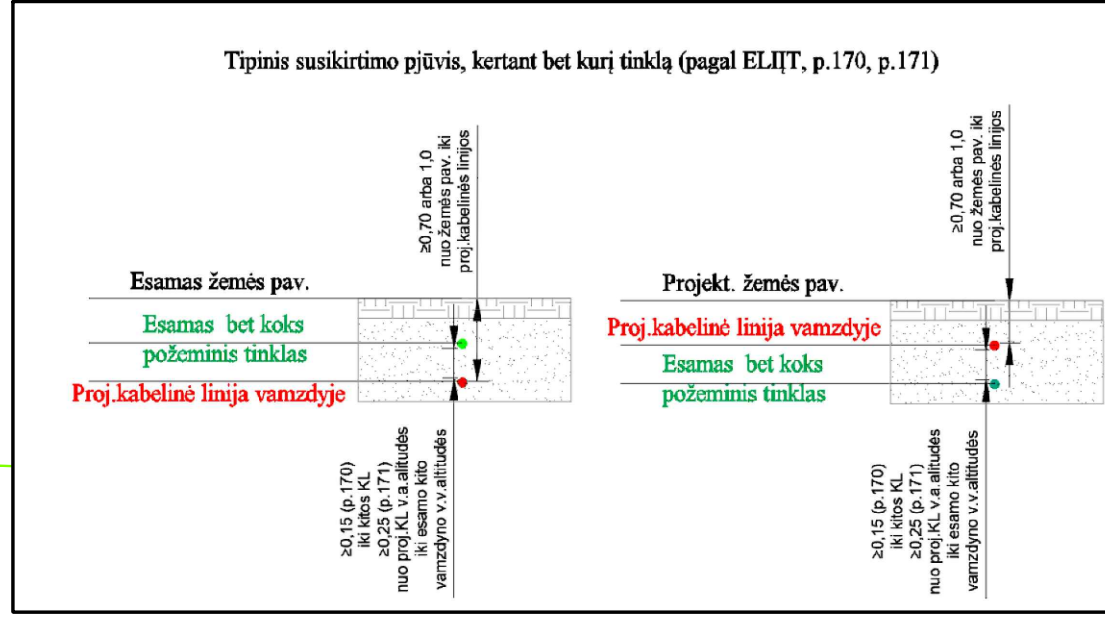 Tipinis susikirtimo pjūvis, kertant bet kurį tinklą (pagal ELIĮT, p.170, p.171)
≥0,70 arba 1,0
nuo žemės pav. iki
proj.kabelinės linijos
Esamas žemės pav.
Esamas bet koks
požeminis tinklas
Proj.kabelinė linija vamzdyje
≥0,15 (p.170)
iki kitos KL
≥0,25 (p.171)
nuo proj.KL v.a.alitudės
iki esamo kito
vamzdyno v.v.altitudės
≥0,70 arba 1,0
nuo žemės pav. iki
proj.kabelinės linijos
Projekt. žemės pav.
Proj.kabelinė linija vamzdyje
Esamas bet koks
požeminis tinklas
≥0,15 (p.170)
iki kitos KL
≥0,25 (p.171)
nuo proj.KL v.a.alitudės
iki esamo kito
vamzdyno v.v.altitudės